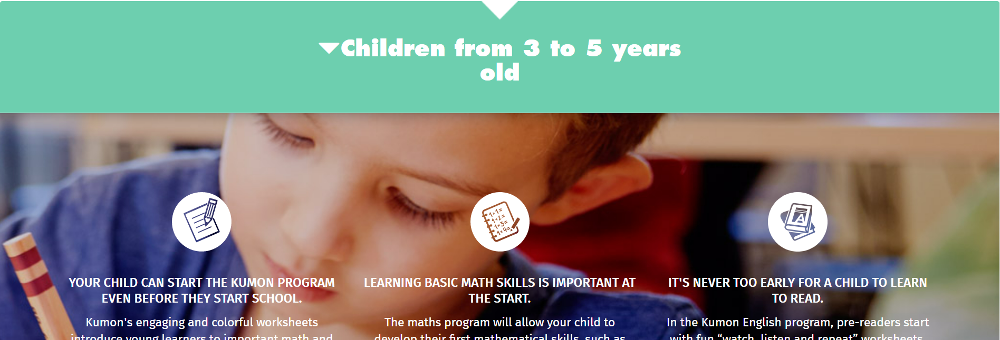 Children from 3 to 5 years
old
1×1=
1×2=
1×3=
1×4=
A
YOUR CHILD CAN START THE KUMON PROGRAM
EVEN BEFORE THEY START SCHOOL.
Kumon's engaging and colorful worksheets
introduce young learners to important math and
LEARNING BASIC MATH SKILLS IS IMPORTANT AT
THE START.
The maths program will allow your child to
develop their first mathematical skills, such as
IT'S NEVER TOO EARLY FOR A CHILD TO LEARN
TO READ.
In the Kumon English program, pre-readers start
with fun “watch, listen and repeat” worksheets